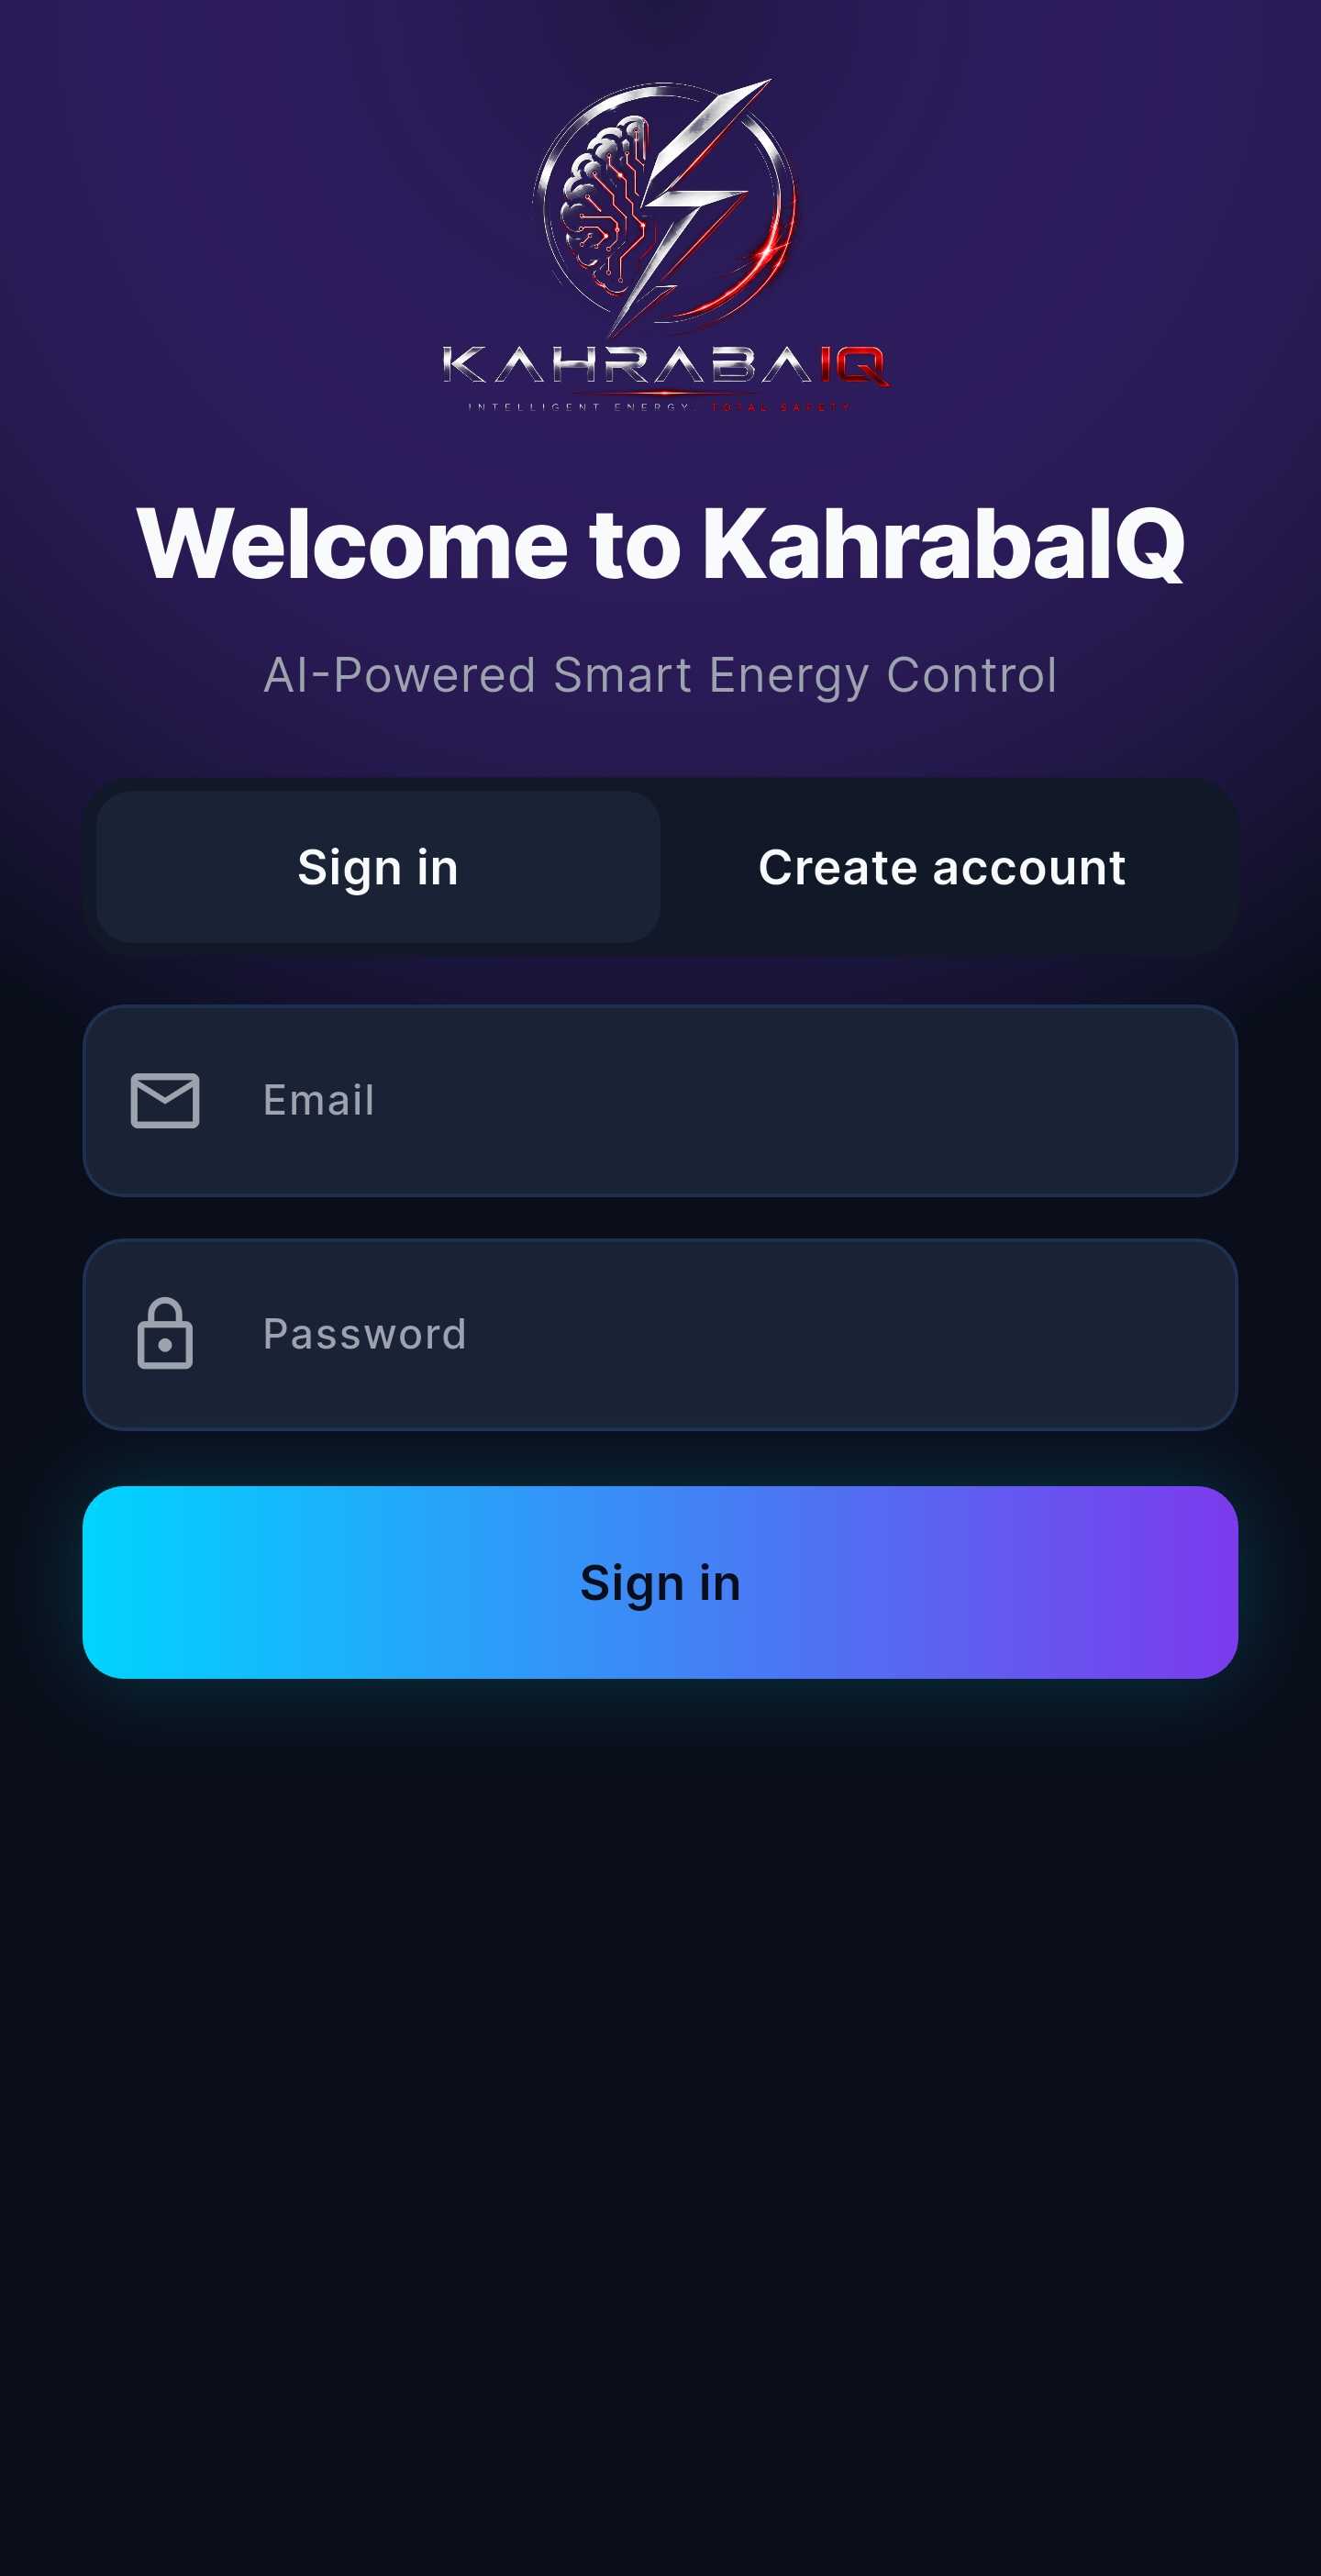 KAHRABAIQ
INTELLIGENT ENERGY. TOTAL SAFETY
Welcome to KahrabaIQ
AI-Powered Smart Energy Control
Sign in
Create account
Email
Password
Sign in